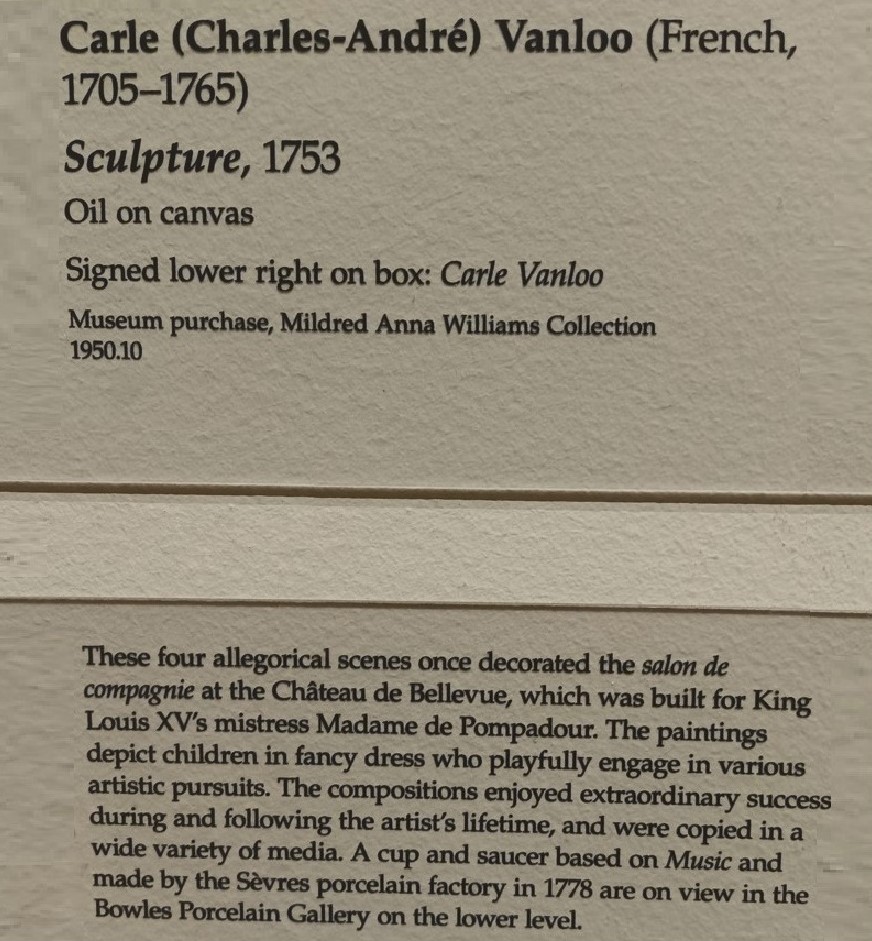 Carle (Charles-André) Vanloo (French,
1705–1765)
Sculpture, 1753
Oil on canvas
Signed lower right on box: Carle Vanloo
Museum purchase, Mildred Anna Williams Collection
1950.10
These four allegorical scenes once decorated the salon de
compagnie at the Château de Bellevue, which was built for King
Louis XV’s mistress Madame de Pompadour. The paintings
depict children in fancy dress who playfully engage in various
artistic pursuits. The compositions enjoyed extraordinary success
during and following the artist’s lifetime, and were copied in a
wide variety of media. A cup and saucer based on Music and
made by the Sèvres porcelain factory in 1778 are on view in the
Bowles Porcelain Gallery on the lower level.